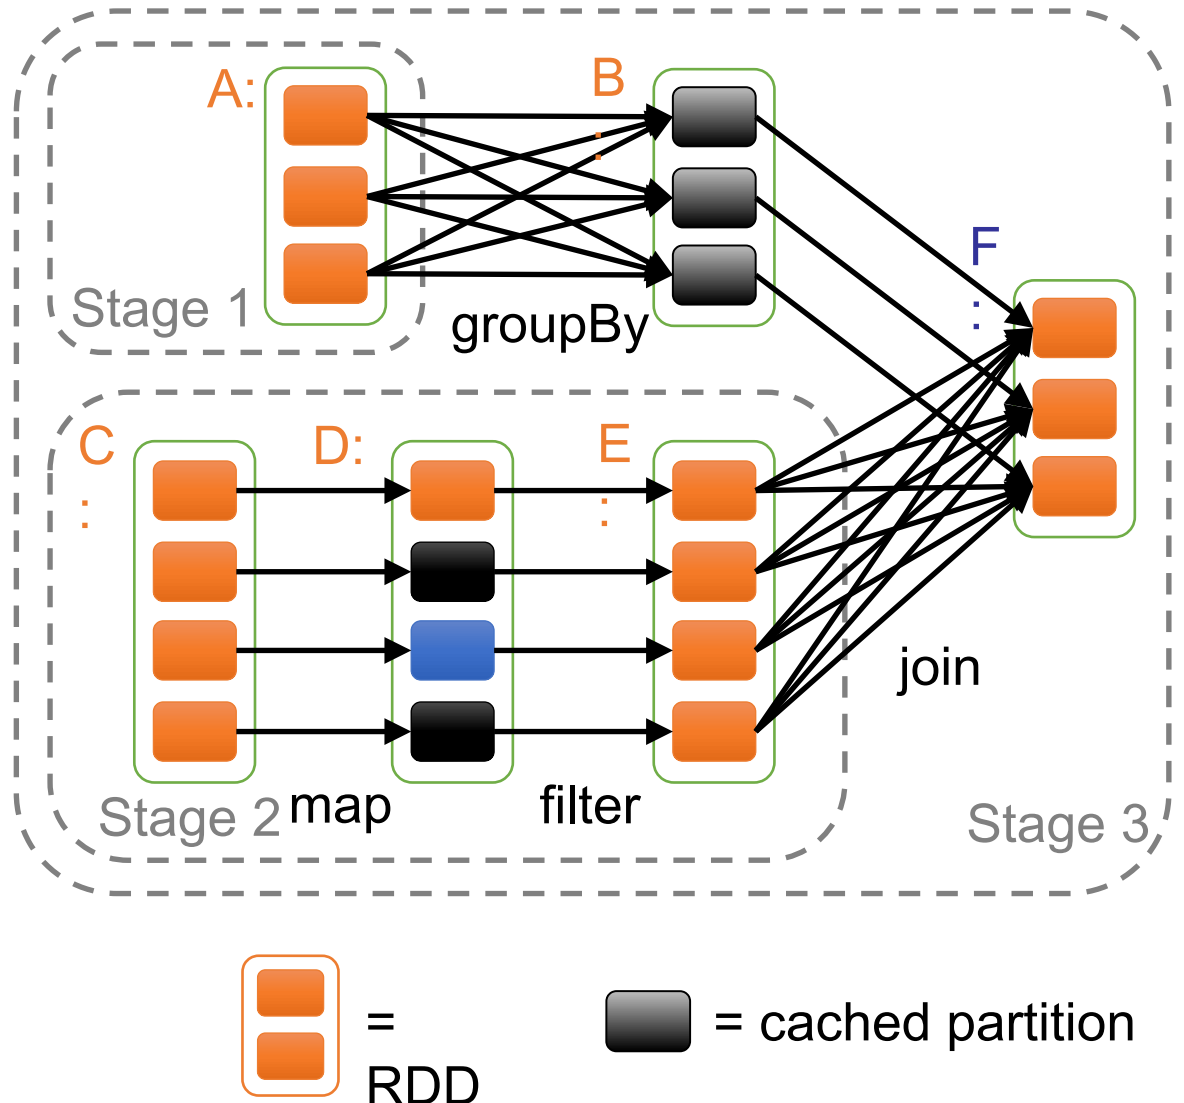 A:
B
:
F
:
Stage 1
groupBy
C
:
D:
E
:
join
Stage 2
map
filter
Stage 3
=
RDD
= cached partition